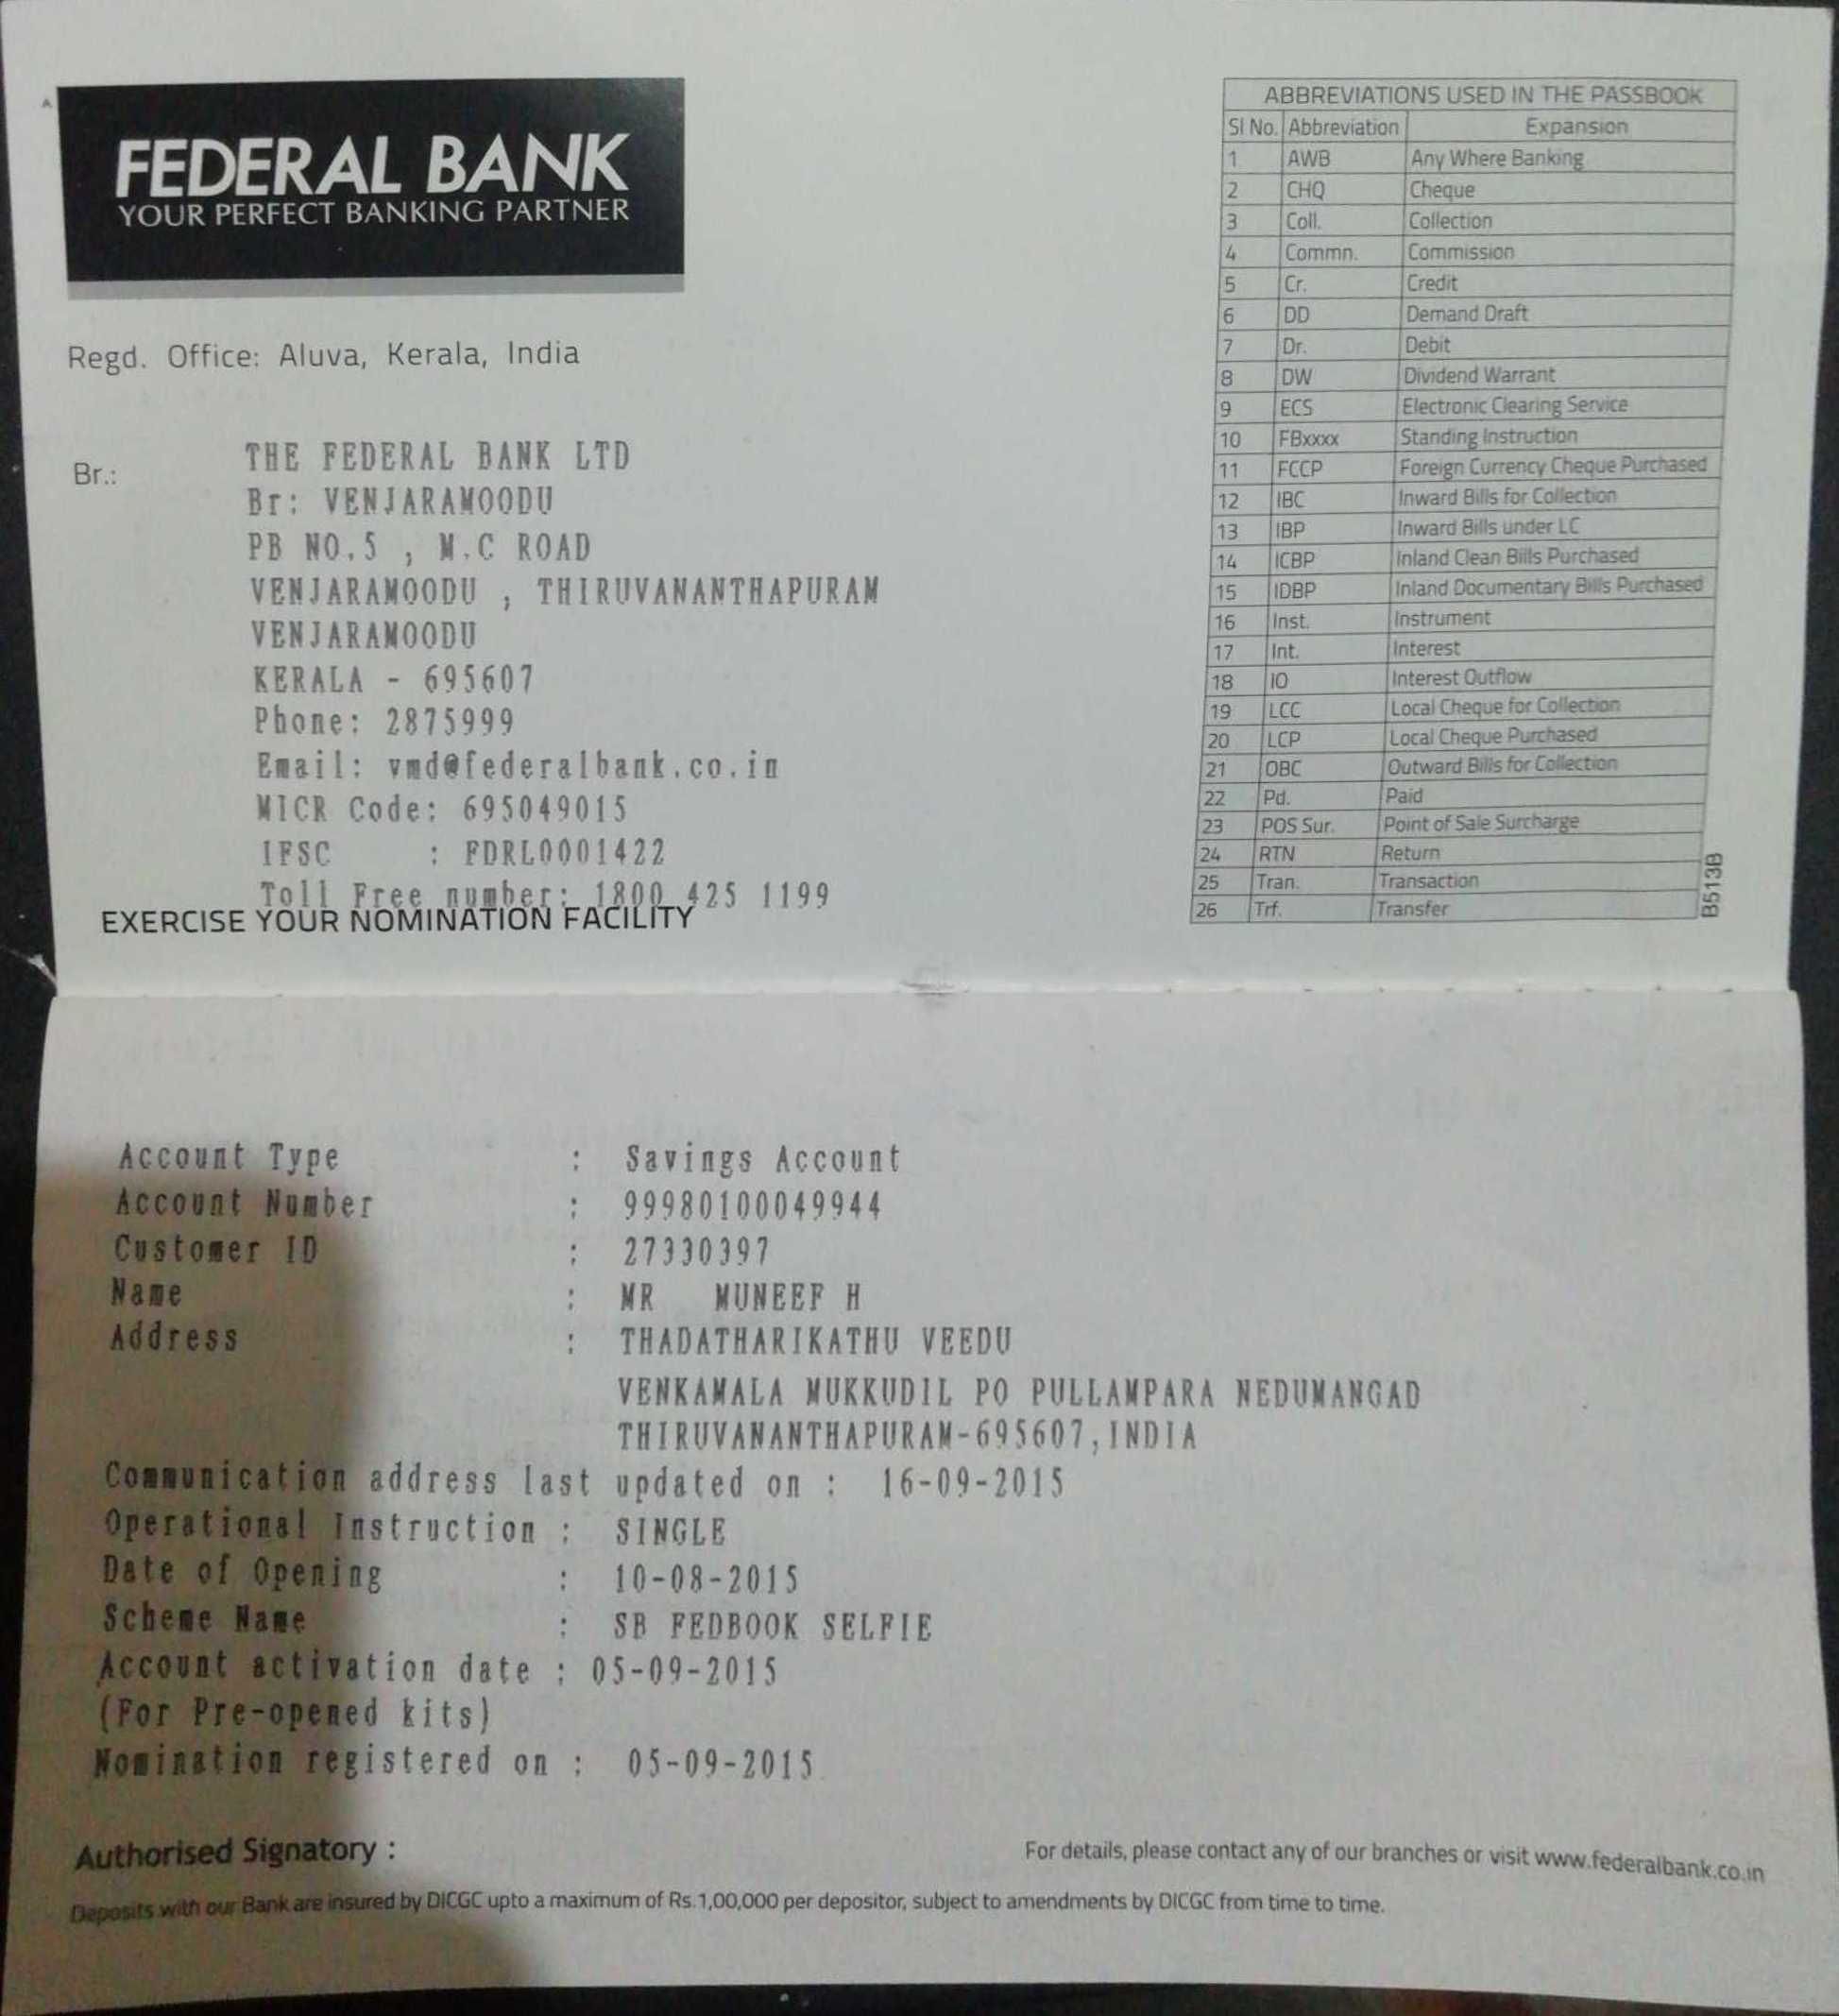 FEDERAL BANK
YOUR PERFECT BANKING PARTNER
Regd. Office: Aluva, Kerala, India
Br.:
THE FEDERAL BANK LTD
Br: VENJARAMOODU
PB NO.5 , M.C ROAD
VENJARAMOODU , THIRUVANANTHAPURAM
VENJARAMOODU
KERALA - 695607
Phone: 2875999
Email: vmd@federalbank.co.in
MICR Code: 695049015
IFSC : FDRL0001422
Toll Free number: 1800 425 1199
EXERCISE YOUR NOMINATION FACILITY
ABBREVIATIONS USED IN THE PASSBOOK
Sl No. Abbreviation Expansion
1 AWB Any Where Banking
2 CHQ Cheque
3 Coll. Collection
4 Commn. Commission
5 Cr. Credit
6 DD Demand Draft
7 Dr. Debit
8 DW Dividend Warrant
9 ECS Electronic Clearing Service
10 FBxxxx Standing Instruction
11 FCCP Foreign Currency Cheque Purchased
12 IBC Inward Bills for Collection
13 IBP Inward Bills under LC
14 ICBP Inland Clean Bills Purchased
15 IDBP Inland Documentary Bills Purchased
16 Inst. Instrument
17 Int. Interest
18 IO Interest Outflow
19 LCC Local Cheque for Collection
20 LCP Local Cheque Purchased
21 OBC Outward Bills for Collection
22 Pd. Paid
23 POS Sur. Point of Sale Surcharge
24 RTN Return
25 Tran. Transaction
26 Trf. Transfer
B513B
Account Type : Savings Account
Account Number : 99980100049944
Customer ID : 27330397
Name : MR MUNEEF H
Address : THADATHARIKATHU VEEDU
VENKAMALA MUKKUDIL PO PULLAMPARA NEDUMANGAD
THIRUVANANTHAPURAM-695607,INDIA
Communication address last updated on : 16-09-2015
Operational Instruction : SINGLE
Date of Opening : 10-08-2015
Scheme Name : SB FEDBOOK SELFIE
Account activation date : 05-09-2015
(For Pre-opened kits)
Nomination registered on : 05-09-2015
Authorised Signatory :
For details, please contact any of our branches or visit www.federalbank.co.in
Deposits with our Bank are insured by DICGC upto a maximum of Rs.1,00,000 per depositor, subject to amendments by DICGC from time to time.